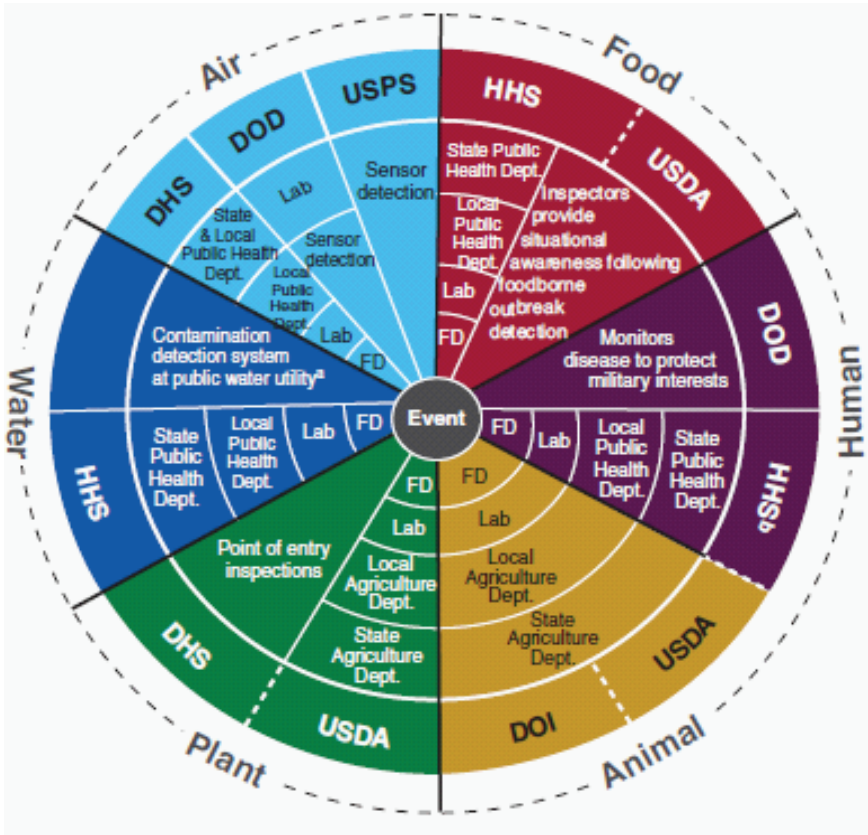 Air
DHS
DOD
USPS
State
& Local
Public Health
Dept.
Lab
Sensor
detection
Sensor
detection
Local
Public
Health
Dept.
Lab
FD
Food
HHS
USDA
State Public
Health Dept.
Local
Public
Health
Dept.
Lab
FD
Inspectors
provide
situational
awareness following
foodborne
outbreak
detection
Human
DOD
HHSb
Monitors
disease to protect
military interests
FD
Lab
Local
Public
Health
Dept.
State
Public
Health
Dept.
Event
Water
HHS
Contamination
detection system
at public water utilitya
State
Public
Health
Dept.
Local
Public
Health
Dept.
Lab
FD
Plant
DHS
USDA
Point of entry
inspections
FD
Lab
Local
Agriculture
Dept.
State
Agriculture
Dept.
Animal
DOI
USDA
FD
Lab
Local
Agriculture
Dept.
State
Agriculture
Dept.